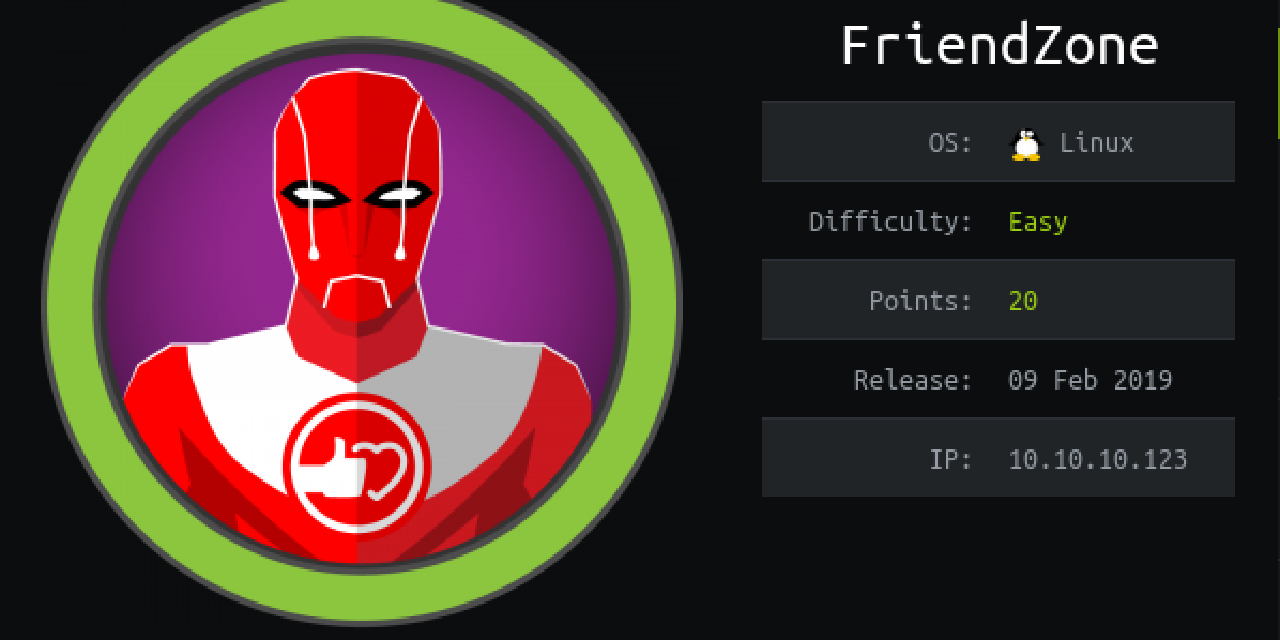 FriendZone
OS: Linux
Difficulty: Easy
Points: 20
Release: 09 Feb 2019
IP: 10.10.10.123